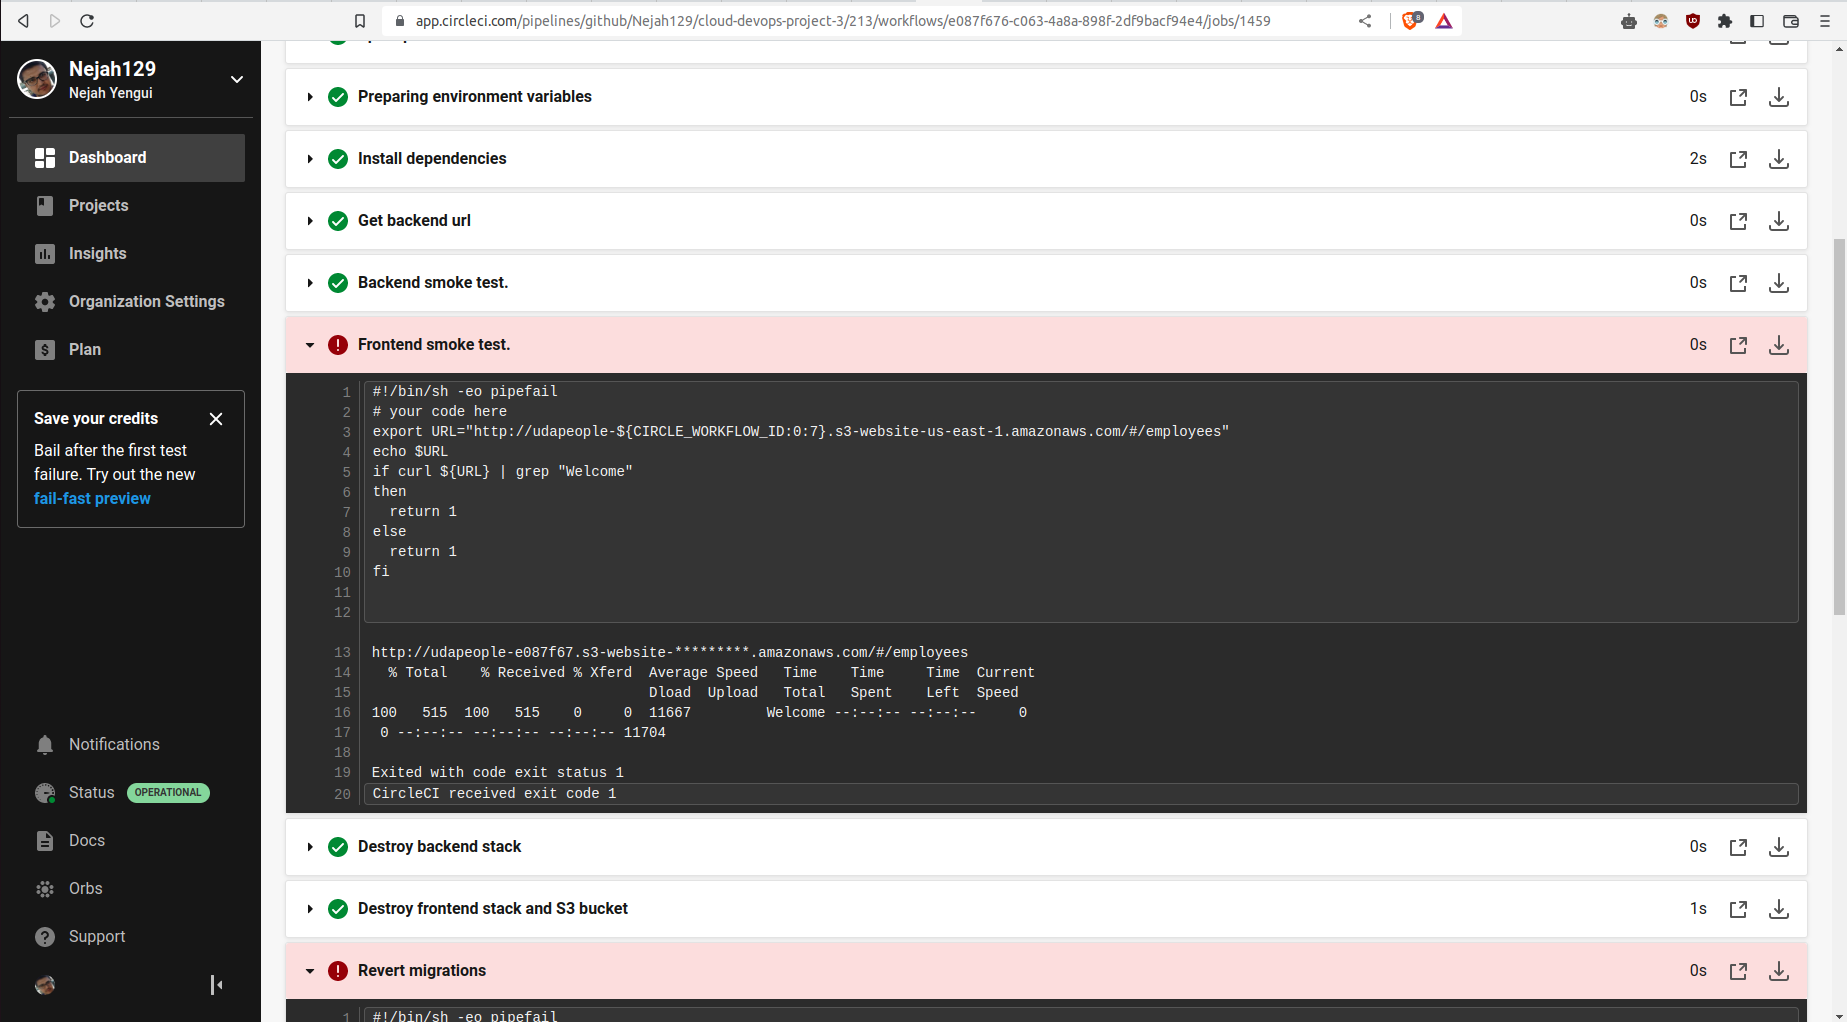 app.circleci.com/pipelines/github/Nejah129/cloud-devops-project-3/213/workflows/e087f676-c063-4a8a-898f-2df9bacf94e4/jobs/1459
8
Nejah129
Nejah Yengui
Dashboard
Projects
Insights
Organization Settings
Plan
Save your credits
Bail after the first test
failure. Try out the new
fail-fast preview
Notifications
Status OPERATIONAL
Docs
Orbs
Support
Preparing environment variables 0s
Install dependencies 2s
Get backend url 0s
Backend smoke test. 0s
Frontend smoke test. 0s
1 #!/bin/sh -eo pipefail
2 # your code here
3 export URL="http://udapeople-${CIRCLE_WORKFLOW_ID:0:7}.s3-website-us-east-1.amazonaws.com/#/employees"
4 echo $URL
5 if curl ${URL} | grep "Welcome"
6 then
7   return 1
8 else
9   return 1
10 fi
11
12
13 http://udapeople-e087f67.s3-website-*********.amazonaws.com/#/employees
14   % Total    % Received % Xferd  Average Speed   Time    Time     Time  Current
15                                  Dload  Upload   Total   Spent    Left  Speed
16 100   515  100   515    0     0  11667         Welcome --:--:-- --:--:--     0
17  0 --:--:-- --:--:-- --:--:-- 11704
18
19 Exited with code exit status 1
20 CircleCI received exit code 1
Destroy backend stack 0s
Destroy frontend stack and S3 bucket 1s
Revert migrations 0s
1 #!/bin/sh -eo pipefail